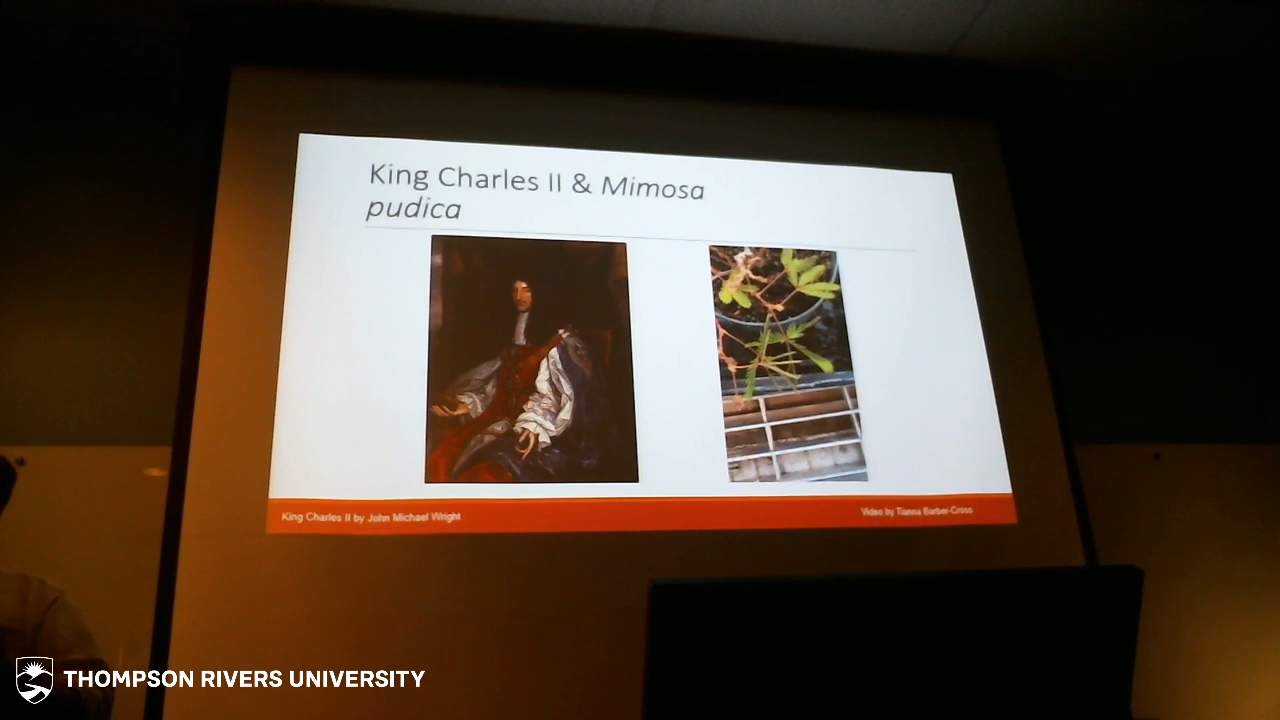 King Charles II & Mimosa
pudica
King Charles II by John Michael Wright
Video by Tianna Barber-Cross
THOMPSON RIVERS UNIVERSITY